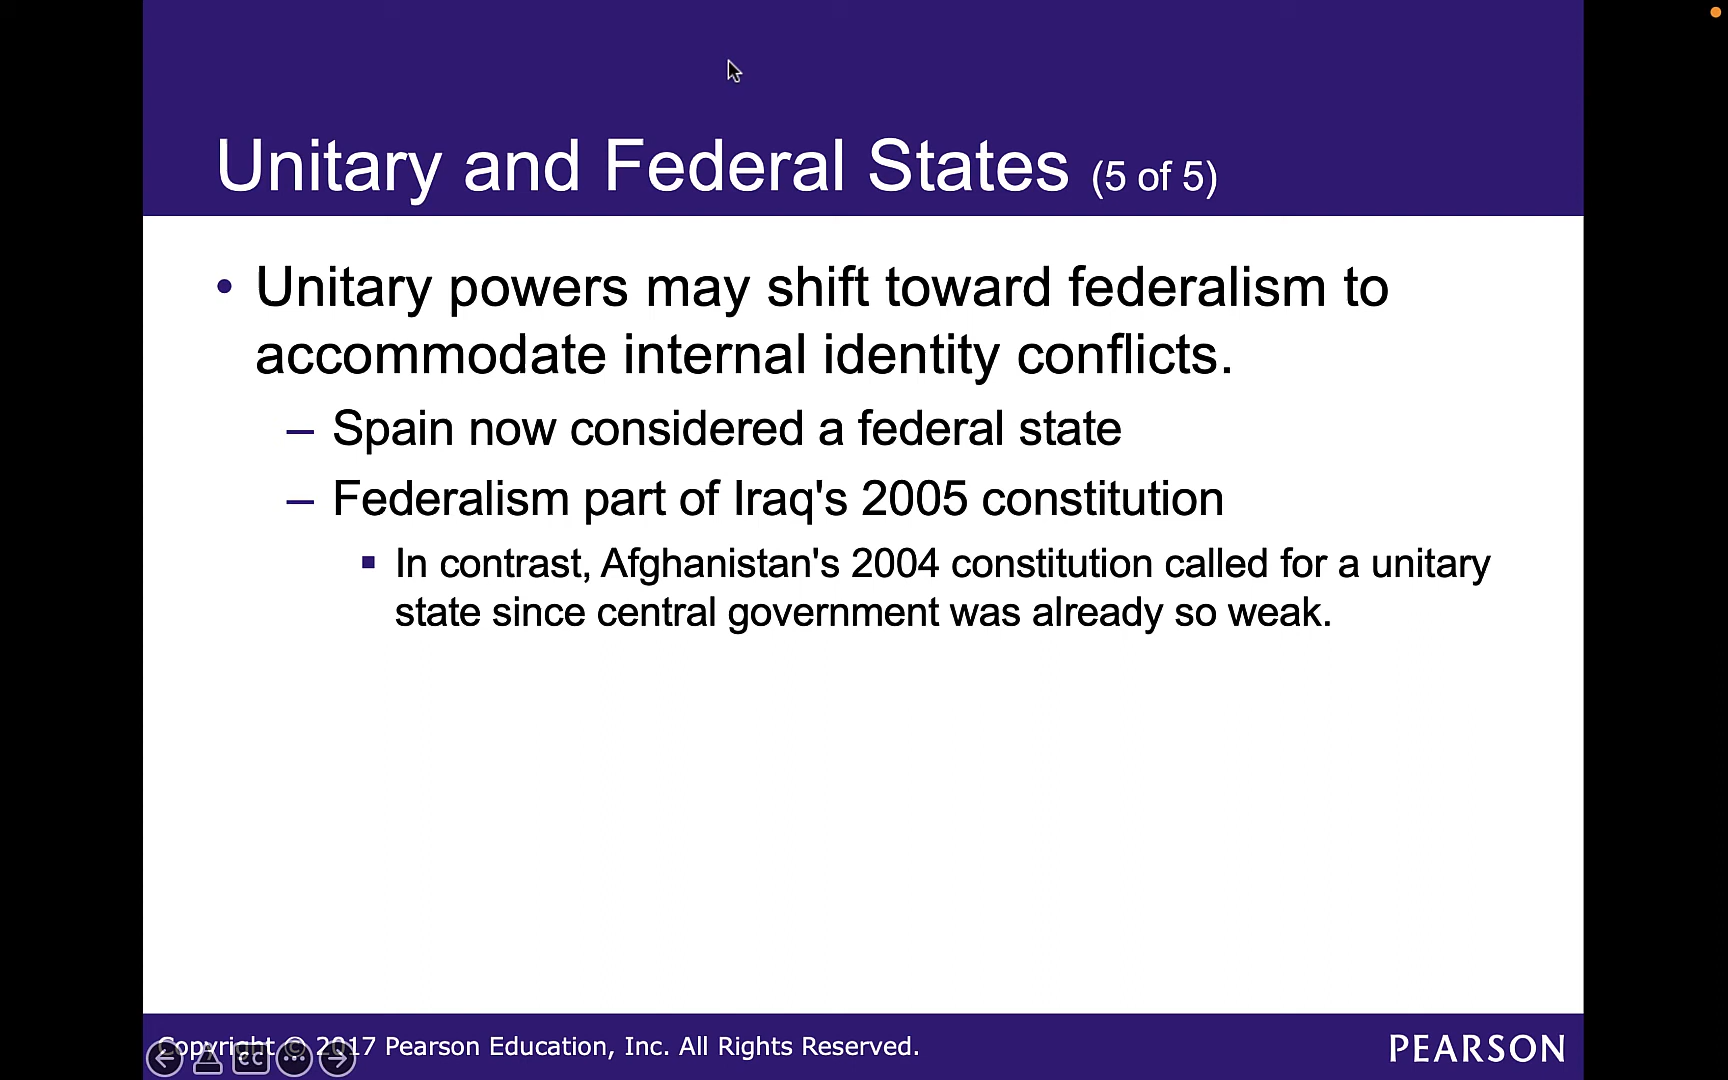 Unitary and Federal States (5 of 5)
• Unitary powers may shift toward federalism to
accommodate internal identity conflicts.
– Spain now considered a federal state
– Federalism part of Iraq's 2005 constitution
▪ In contrast, Afghanistan's 2004 constitution called for a unitary
state since central government was already so weak.
Copyright © 2017 Pearson Education, Inc. All Rights Reserved.
PEARSON
CC